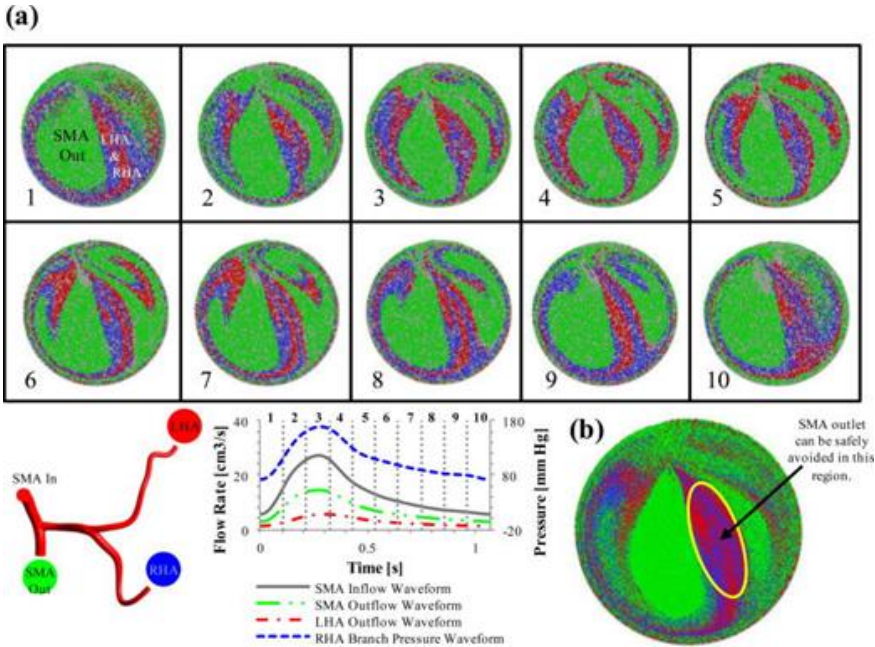 (a)
SMA
Out
LHA
&
RHA
1
2
3
4
5
6
7
8
9
10
LHA
SMA In
SMA
Out
RHA
1 2 3 4 5 6 7 8 9 10
40
20
0
Flow Rate [cm3/s]
180
80
-20
Pressure [mm Hg]
0 0.5 1
Time [s]
SMA Inflow Waveform
SMA Outflow Waveform
LHA Outflow Waveform
RHA Branch Pressure Waveform
(b)
SMA outlet
can be safely
avoided in this
region.